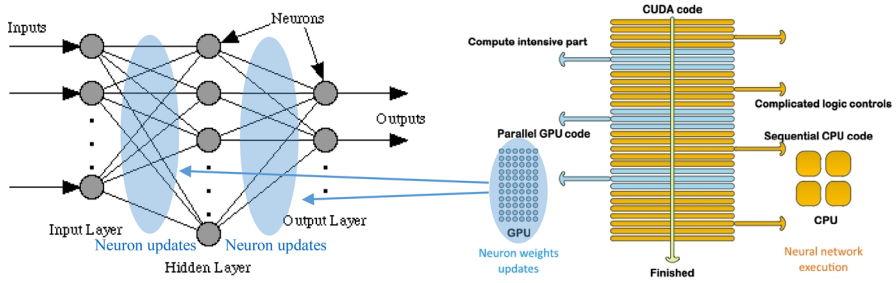 Inputs
Neurons
Outputs
Input Layer
Output Layer
Neuron updates
Neuron updates
Hidden Layer
CUDA code
Compute intensive part
Complicated logic controls
Parallel GPU code
Sequential CPU code
GPU
CPU
Neuron weights
updates
Neural network
execution
Finished